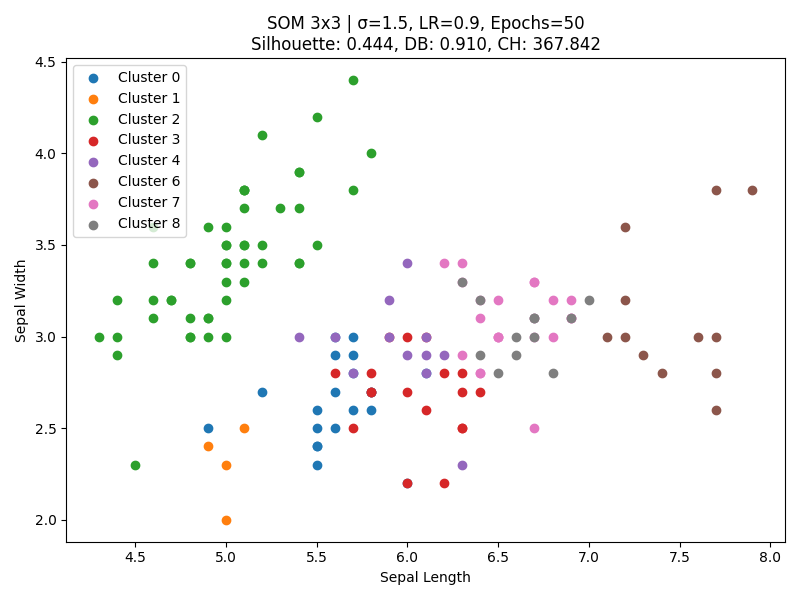 SOM 3x3 | σ=1.5, LR=0.9, Epochs=50
Silhouette: 0.444, DB: 0.910, CH: 367.842
Cluster 0
Cluster 1
Cluster 2
Cluster 3
Cluster 4
Cluster 6
Cluster 7
Cluster 8
Sepal Width
4.5
4.0
3.5
3.0
2.5
2.0
4.5 5.0 5.5 6.0 6.5 7.0 7.5 8.0
Sepal Length